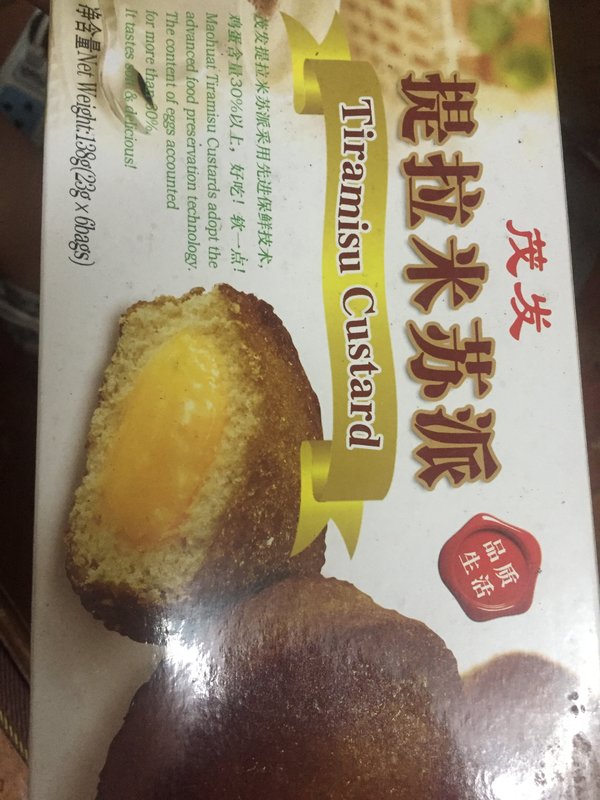 茂发
提拉米苏派
Tiramisu Custard
品质
生活
茂发提拉米苏派采用先进保鲜技术,
鸡蛋含量30%以上, 好吃! 软一点!
Maohuat Tiramisu Custards adopt the
advanced food preservation technology.
The content of eggs accounted
for more than 30%.
It tastes & delicious!
净含量Net Weight:138g(23g x 6bags)